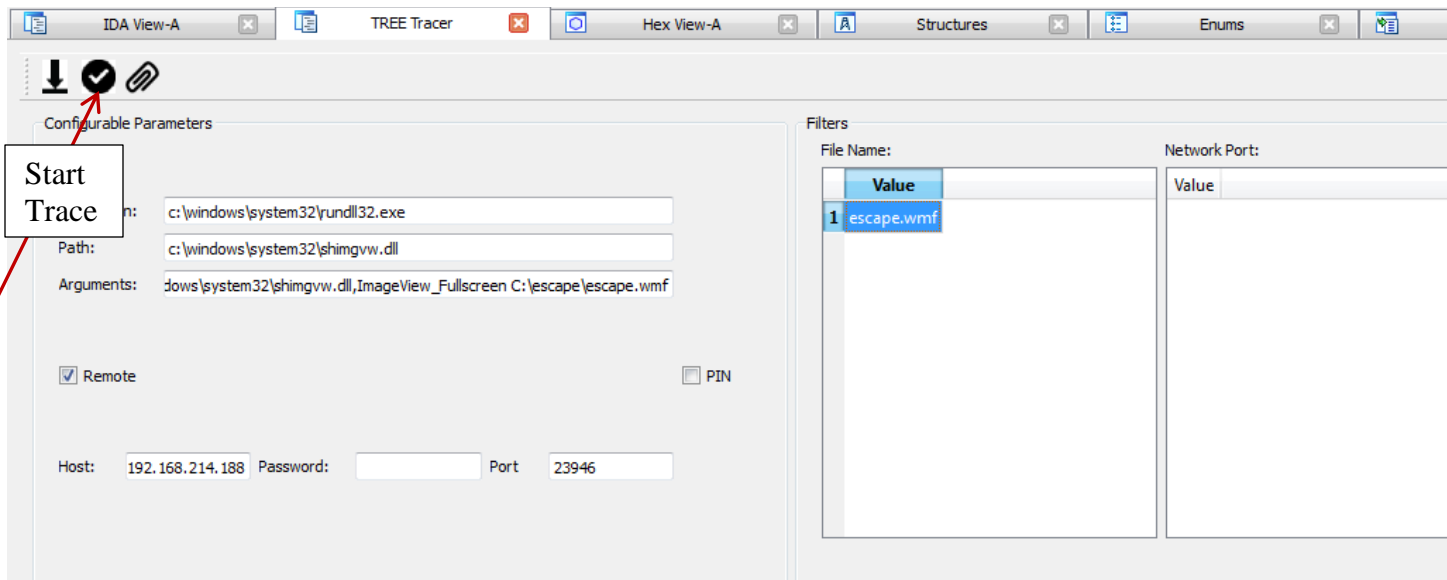 IDA View-A TREE Tracer Hex View-A Structures Enums
Configurable Parameters Filters
File Name: Network Port:
Start
Trace
Value Value
n: c:\windows\system32\rundll32.exe
1 escape.wmf
Path: c:\windows\system32\shimgvw.dll
Arguments: dows\system32\shimgvw.dll,ImageView_Fullscreen C:\escape\escape.wmf
Remote PIN
Host: 192.168.214.188 Password: Port 23946